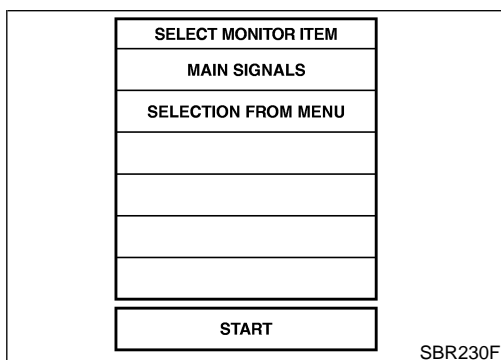 SELECT MONITOR ITEM
MAIN SIGNALS
SELECTION FROM MENU
START
SBR230F